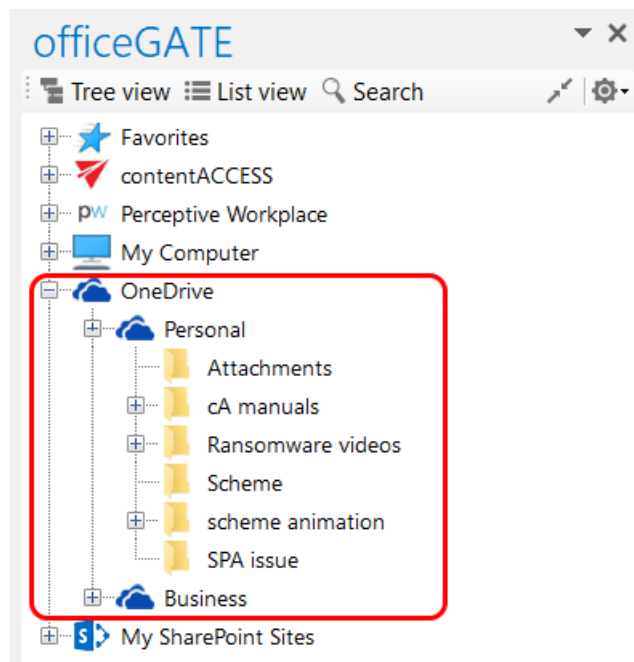 officeGATE
Tree view List view Search
Favorites
contentACCESS
pw Perceptive Workplace
My Computer
OneDrive
Personal
Attachments
cA manuals
Ransomware videos
Scheme
scheme animation
SPA issue
Business
S My SharePoint Sites